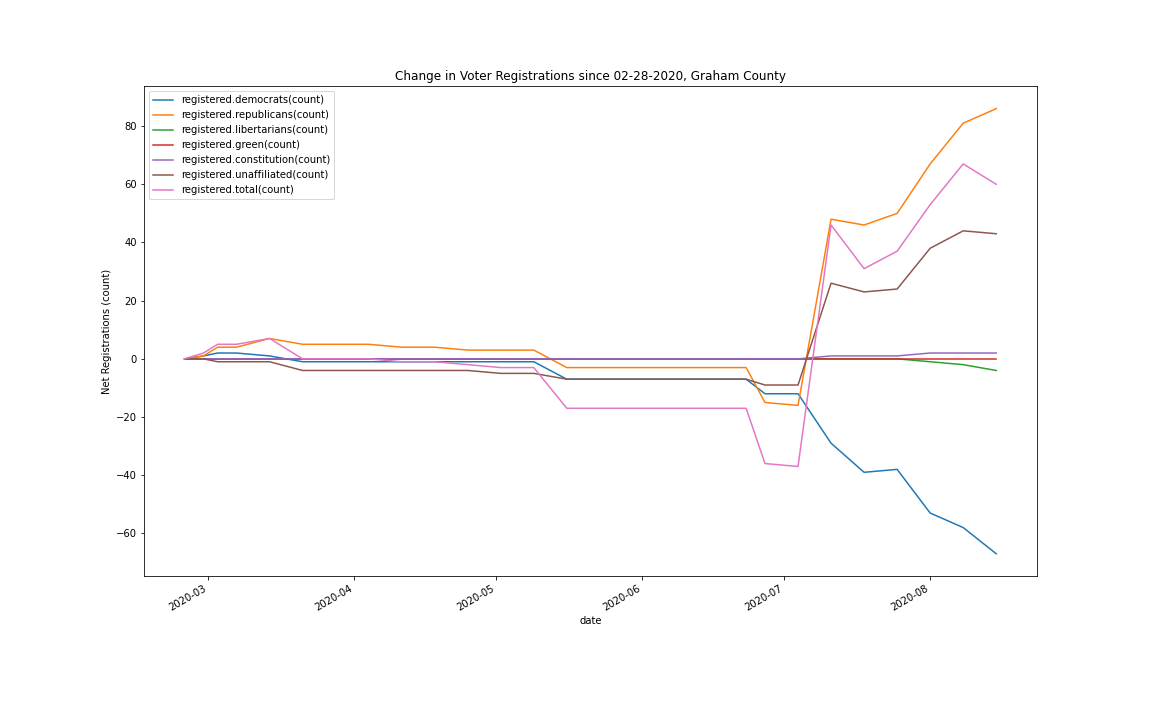 Change in Voter Registrations since 02-28-2020, Graham County
registered.democrats(count)
registered.republicans(count)
registered.libertarians(count)
registered.green(count)
registered.constitution(count)
registered.unaffiliated(count)
registered.total(count)
Net Registrations (count)
80
60
40
20
0
−20
−40
−60
2020-03
2020-04
2020-05
2020-06
2020-07
2020-08
date